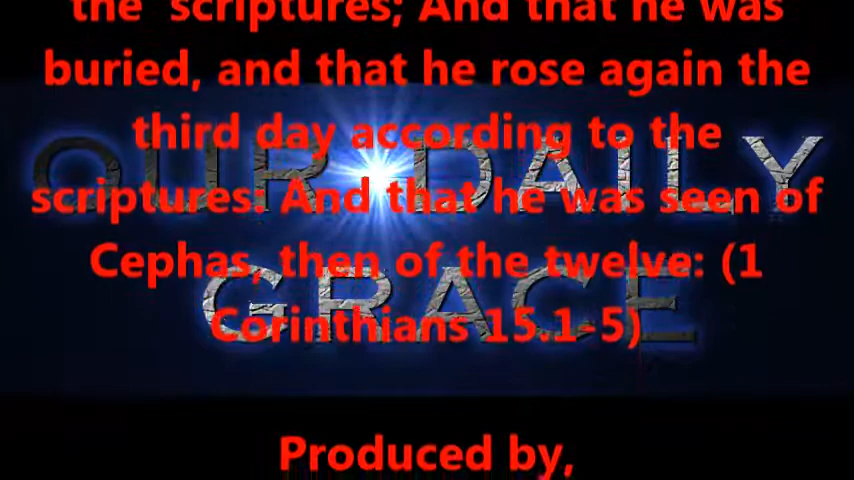 the scriptures; And that he was
buried, and that he rose again the
third day according to the
scriptures: And that he was seen of
Cephas, then of the twelve: (1
Corinthians 15.1-5)
Produced by,
OUR DAILY
GRACE